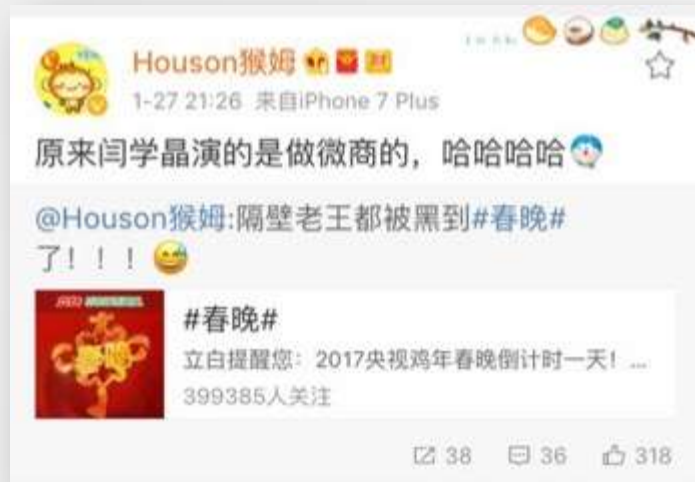 Houson猴姆
1-27 21:26 来自iPhone 7 Plus
原来闫学晶演的是做微商的，哈哈哈哈
@Houson猴姆:隔壁老王都被黑到#春晚#
了！！！
春晚
#春晚#
立白提醒您：2017央视鸡年春晚倒计时一天！...
399385人关注
38 36 318